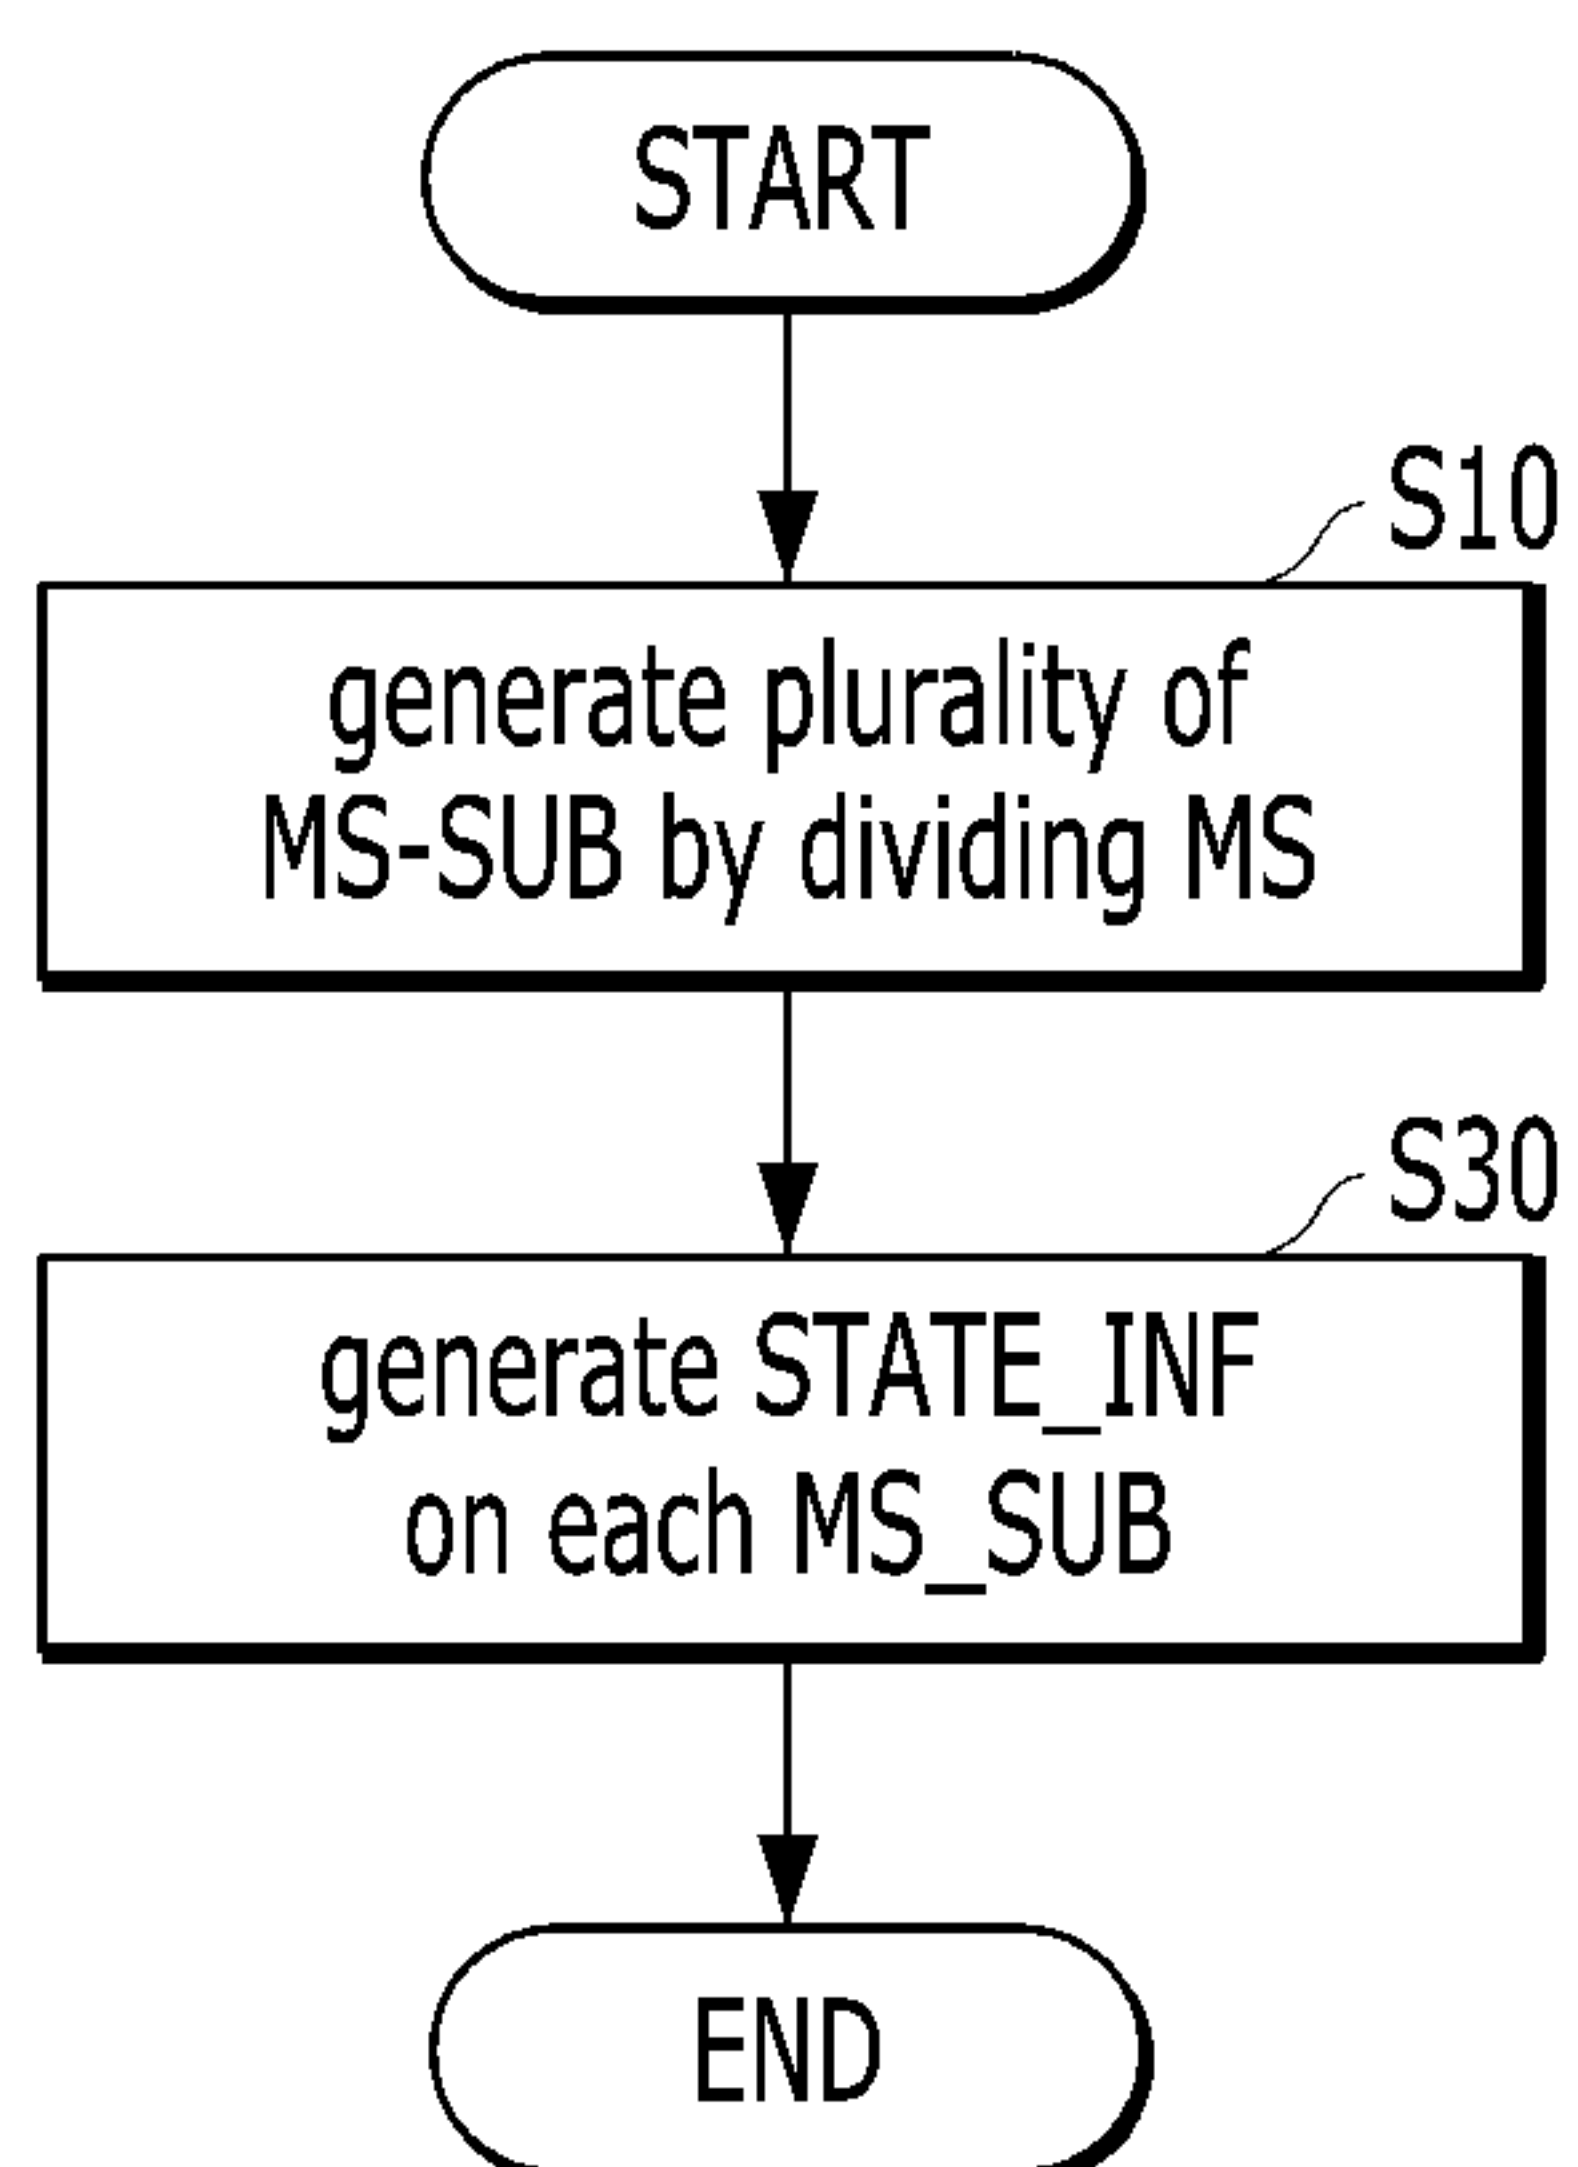 START
S10
generate plurality of
MS-SUB by dividing MS
S30
generate STATE_INF
on each MS_SUB
END